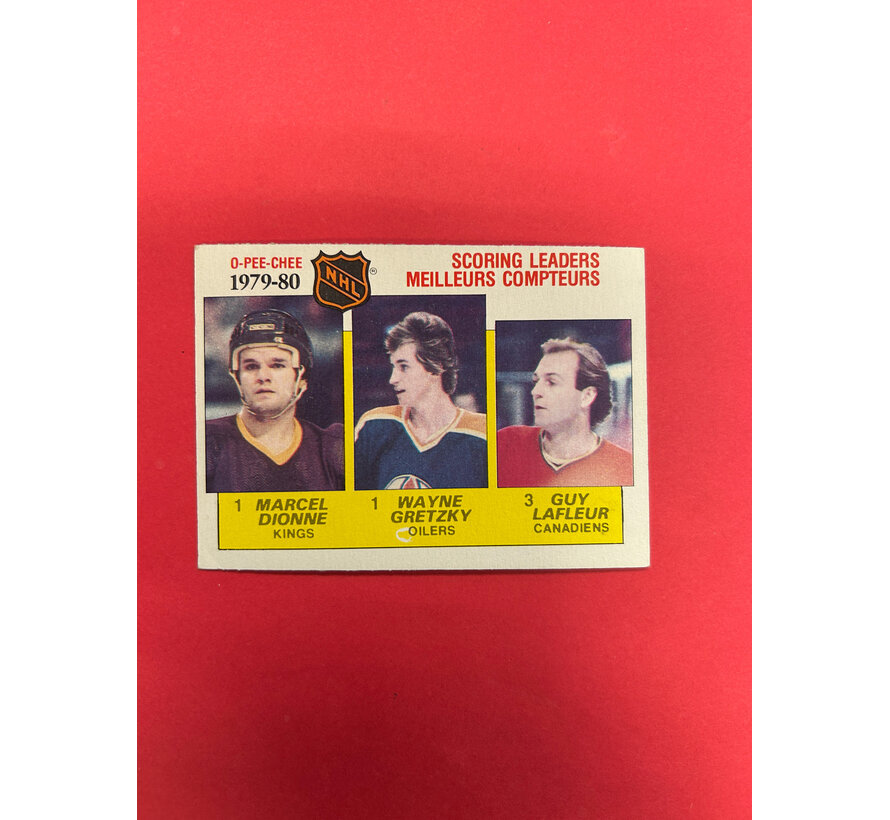 O-PEE-CHEE
1979-80
NHL
®
SCORING LEADERS
MEILLEURS COMPTEURS
1 MARCEL
DIONNE
KINGS
1 WAYNE
GRETZKY
OILERS
3 GUY
LAFLEUR
CANADIENS